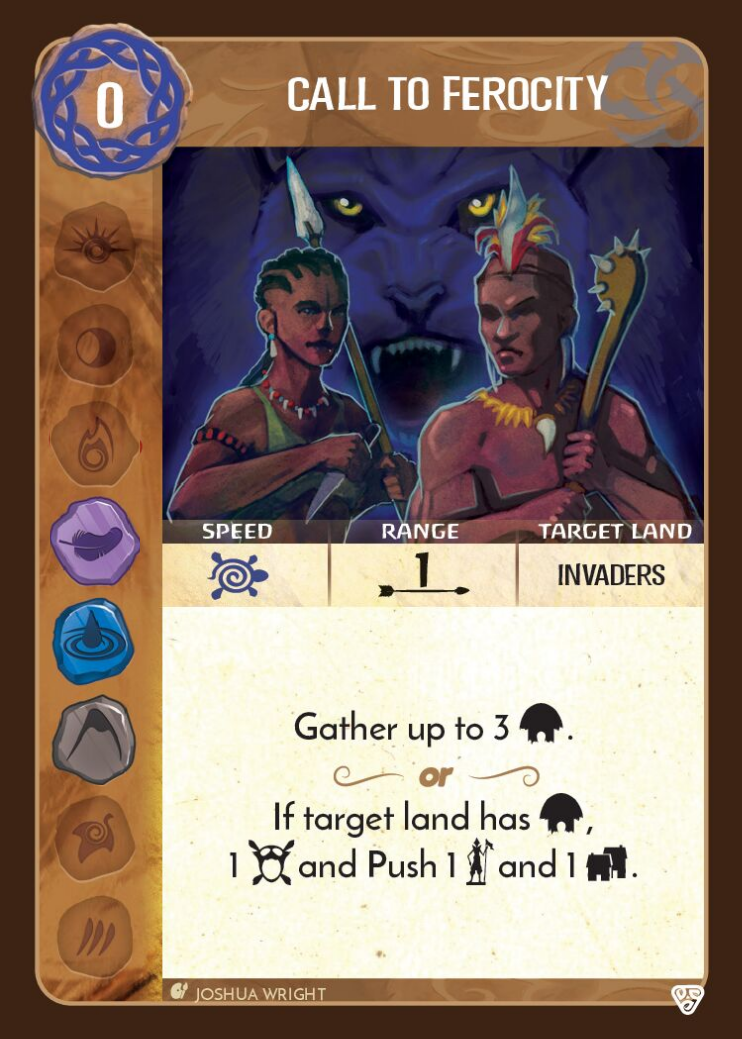 0
CALL TO FEROCITY
SPEED RANGE TARGET LAND
1 INVADERS
Gather up to 3 .
or
If target land has ,
1 and Push 1 and 1 .
JOSHUA WRIGHT